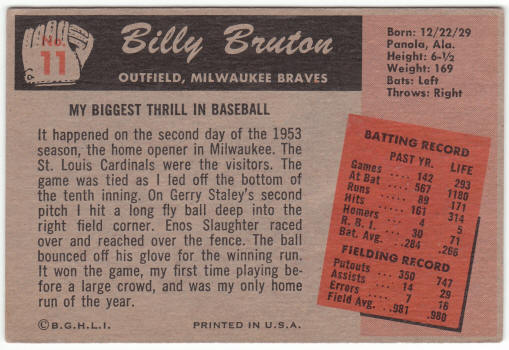 No.
11
Billy Bruton
OUTFIELD, MILWAUKEE BRAVES
Born: 12/22/29
Panola, Ala.
Height: 6-½
Weight: 169
Bats: Left
Throws: Right
MY BIGGEST THRILL IN BASEBALL
It happened on the second day of the 1953
season, the home opener in Milwaukee. The
St. Louis Cardinals were the visitors. The
game was tied as I led off the bottom of
the tenth inning. On Gerry Staley's second
pitch I hit a long fly ball deep into the
right field corner. Enos Slaughter raced
over and reached over the fence. The ball
bounced off his glove for the winning run.
It won the game, my first time playing be-
fore a large crowd, and was my only home
run of the year.
BATTING RECORD
PAST YR. LIFE
Games 142 293
At Bat 567 1180
Runs 89 171
Hits 161 314
Homers 4 5
R. B. I. 30 71
Bat. Avg. .284 .266
FIELDING RECORD
Putouts 350 747
Assists 14 29
Errors 7 16
Field Avg. .981 .980
©B.G.H.L.I. PRINTED IN U.S.A.